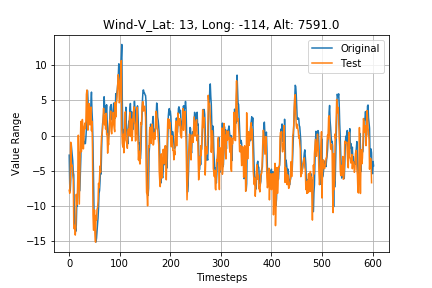 Wind-V_Lat: 13, Long: -114, Alt: 7591.0
Original
Test
Value Range
10
5
0
−5
−10
−15
0 100 200 300 400 500 600
Timesteps